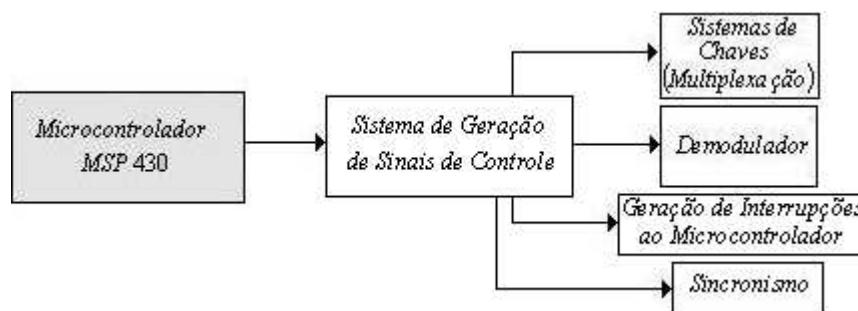 Microcontrolador
MSP 430
Sistema de Geração
de Sinais de Controle
Sistemas de
Chaves
(Multiplexação)
Demodulador
Geração de Interrupções
ao Microcontrolador
Sincronismo